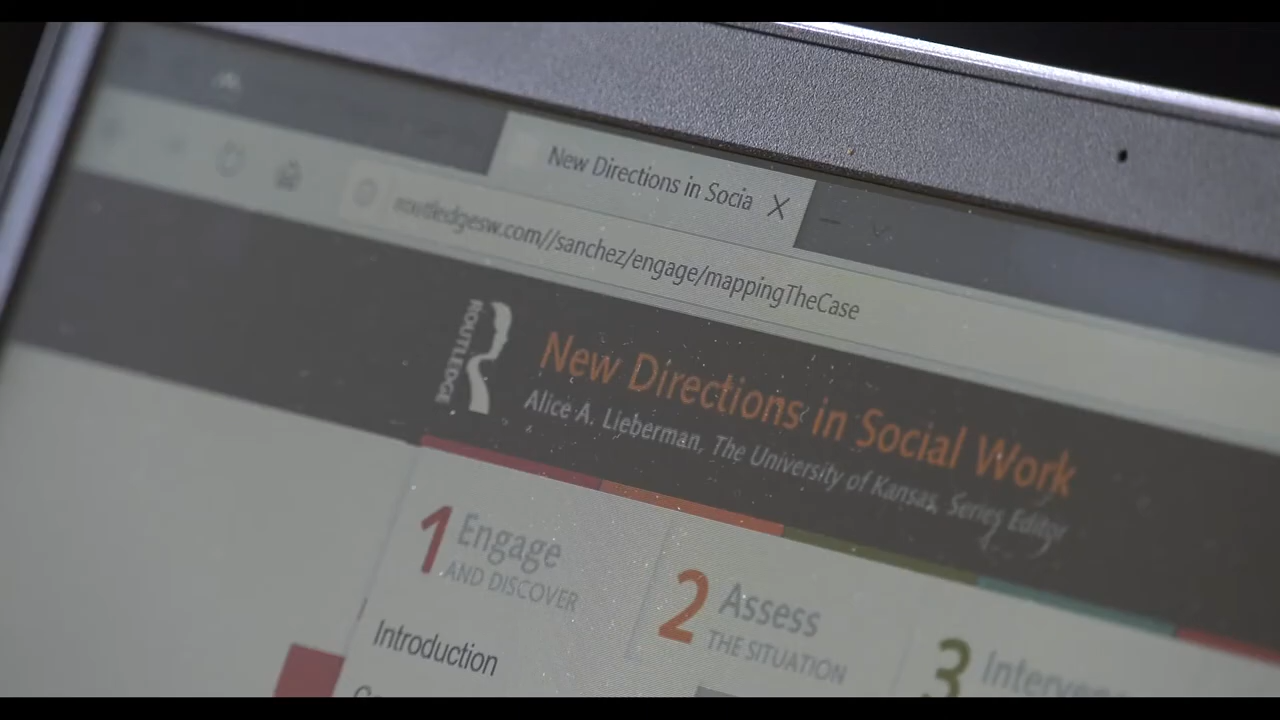 New Directions in Socia
routledgesw.com//sanchez/engage/mappingTheCase
ROUTLEDGE
New Directions in Social Work
Alice A. Lieberman, The University of Kansas, Series Editor
1 Engage
AND DISCOVER
2 Assess
THE SITUATION
3
Introduction